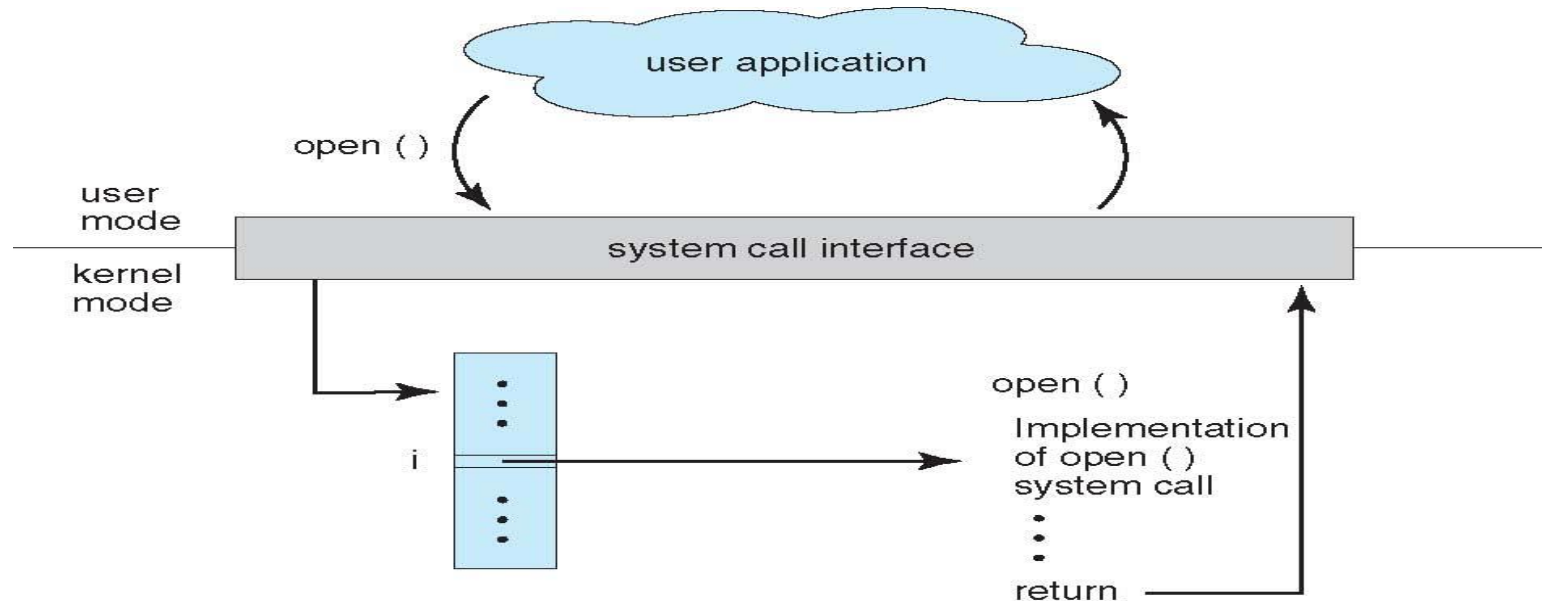 user application
open ( )
user
mode
system call interface
kernel
mode
open ( )
Implementation
i
of open ( )
system call
return